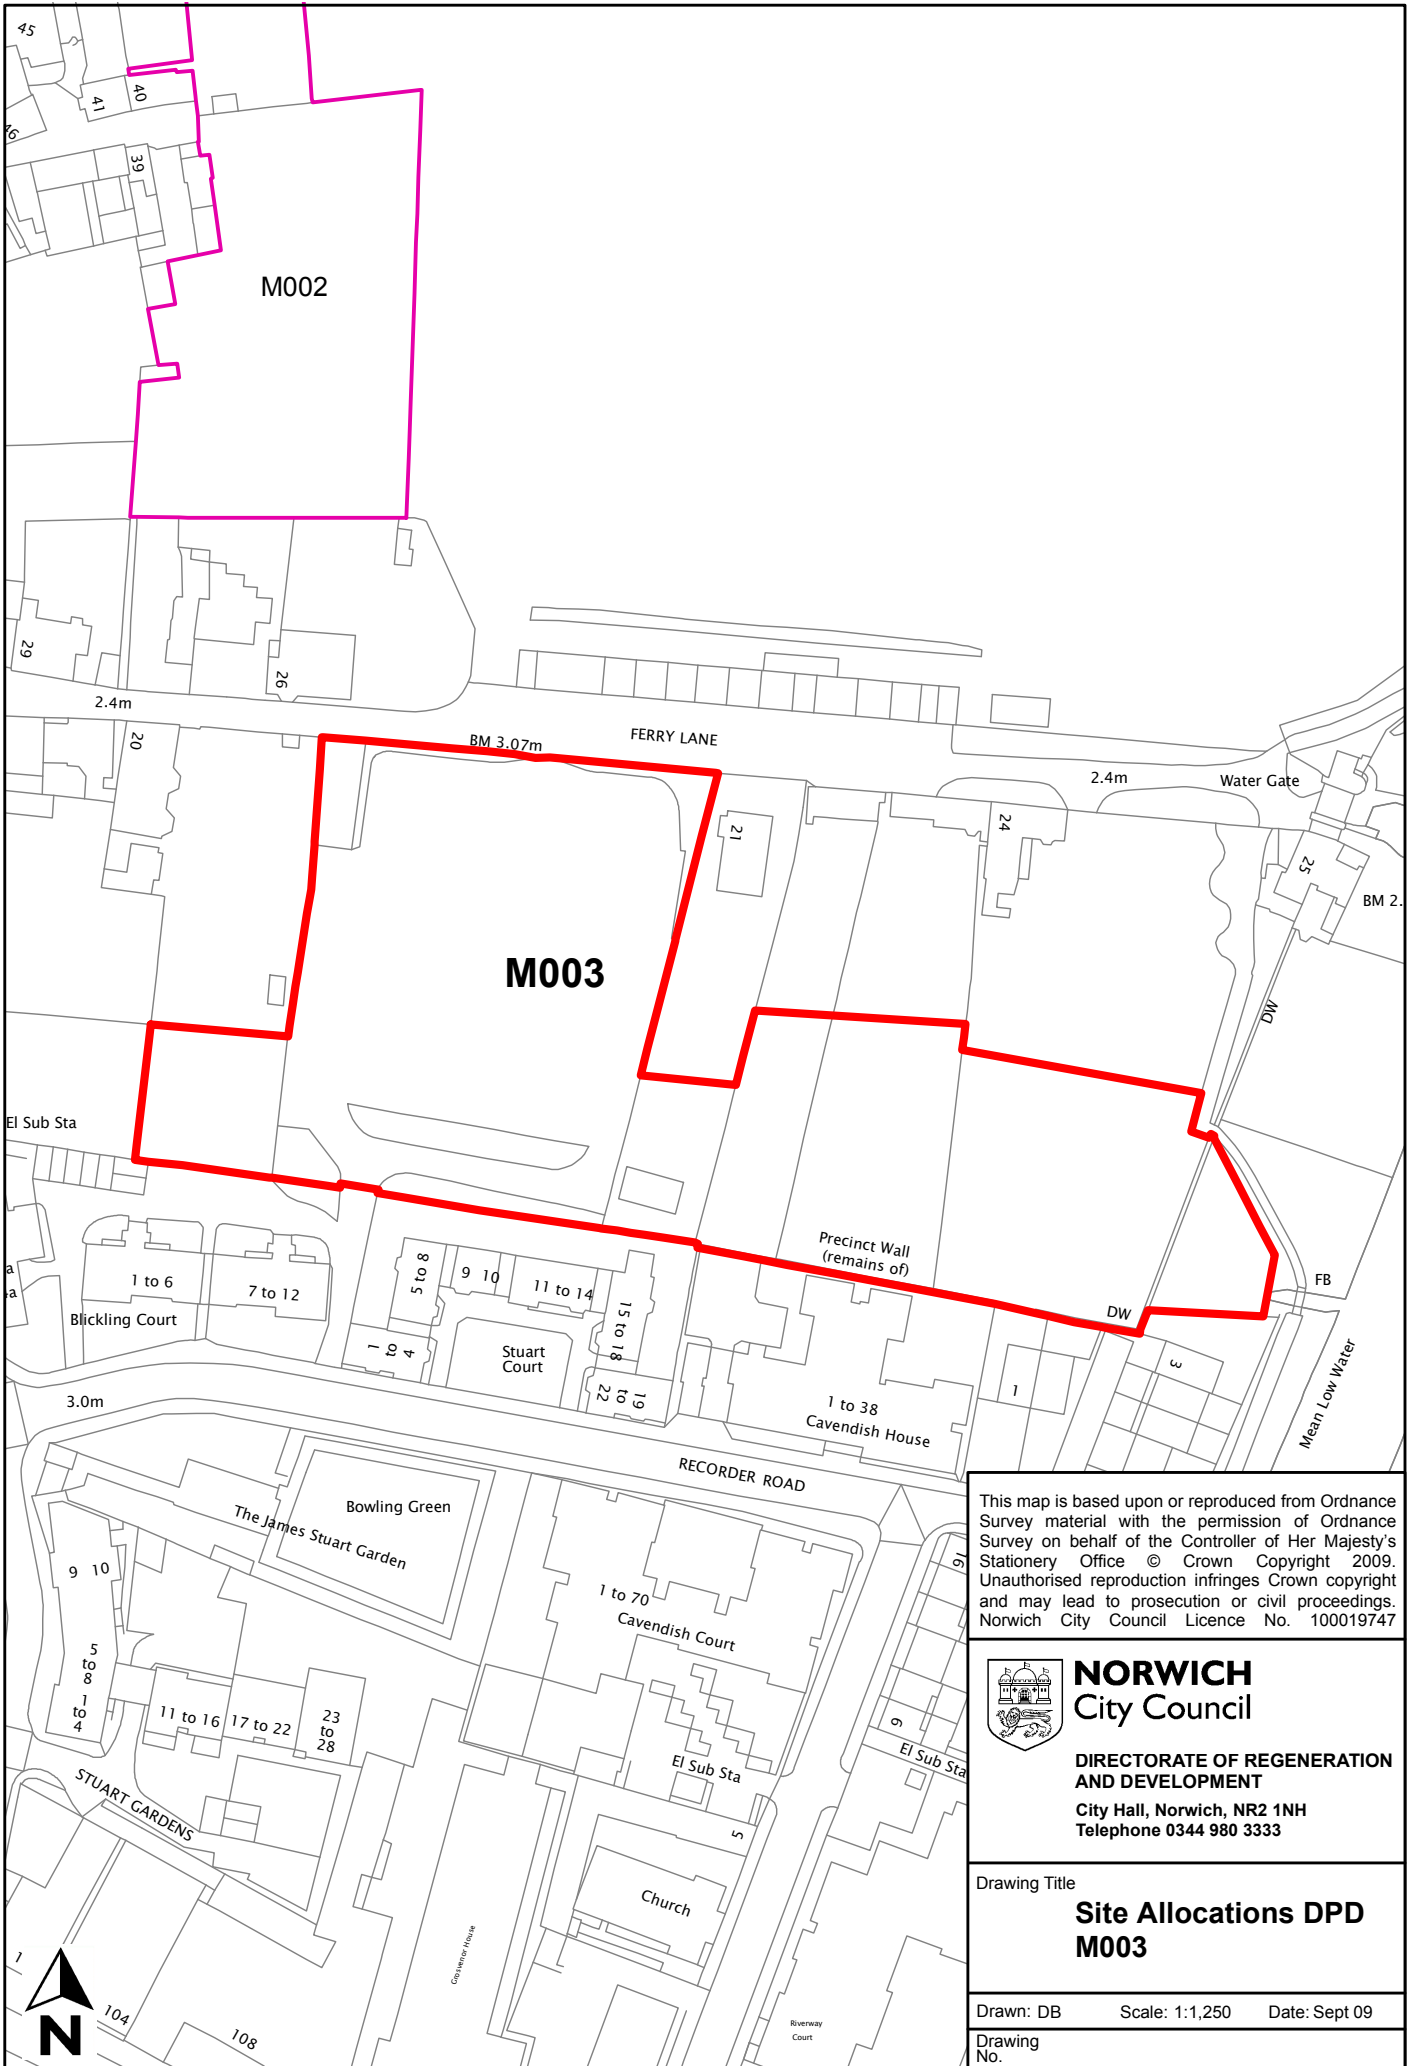 45
41
40
46
39
M002
29
26
2.4m
20
BM 3.07m
FERRY LANE
2.4m
Water Gate
21
24
25
BM 2.
M003
DW
El Sub Sta
Precinct Wall
(remains of)
FB
DW
1 to 6
7 to 12
Blickling Court
5 to 8
9 10
11 to 14
15 to 18
1
to
4
Stuart
Court
19
to
22
3
1
Mean Low Water
3.0m
1 to 38
Cavendish House
RECORDER ROAD
Bowling Green
The James Stuart Garden
9 10
5
to
8
1
to
4
1 to 70
Cavendish Court
16
11 to 16
17 to 22
23
to
28
9
El Sub Sta
El Sub Sta
STUART GARDENS
5
Church
Grosvenor House
1
104
108
Riverway
Court
N
This map is based upon or reproduced from Ordnance
Survey material with the permission of Ordnance
Survey on behalf of the Controller of Her Majesty's
Stationery Office © Crown Copyright 2009.
Unauthorised reproduction infringes Crown copyright
and may lead to prosecution or civil proceedings.
Norwich City Council Licence No. 100019747
NORWICH
City Council
DIRECTORATE OF REGENERATION
AND DEVELOPMENT
City Hall, Norwich, NR2 1NH
Telephone 0344 980 3333
Drawing Title
Site Allocations DPD
M003
Drawn: DB Scale: 1:1,250 Date: Sept 09
Drawing
No.